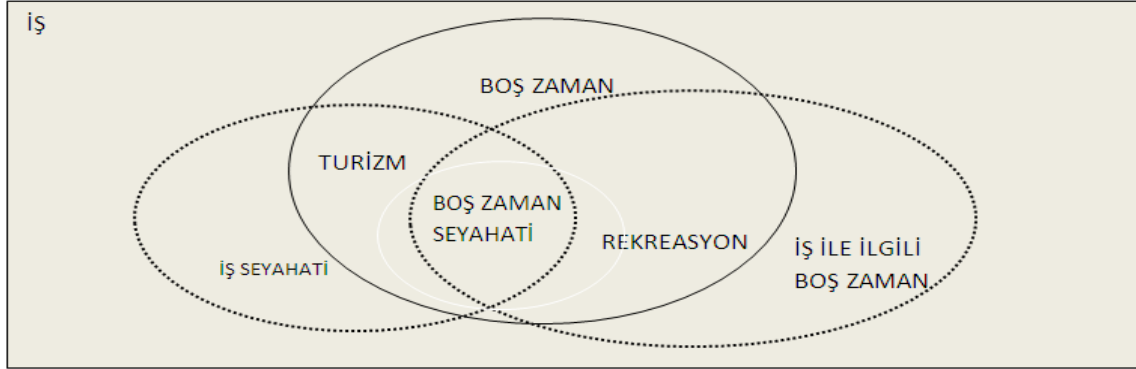 İŞ
BOŞ ZAMAN
TURİZM
BOŞ ZAMAN
SEYAHATİ
REKREASYON
İŞ SEYAHATİ
İŞ İLE İLGİLİ
BOŞ ZAMAN